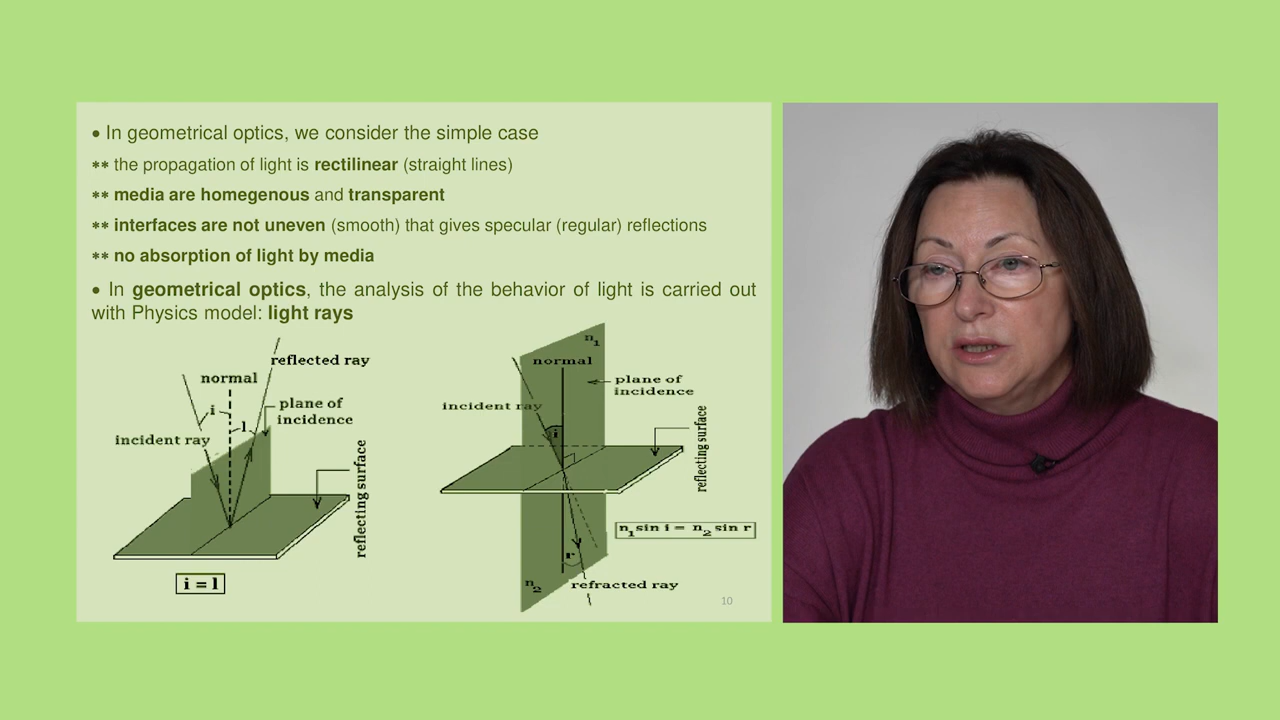 • In geometrical optics, we consider the simple case
** the propagation of light is rectilinear (straight lines)
** media are homegenous and transparent
** interfaces are not uneven (smooth) that gives specular (regular) reflections
** no absorption of light by media
• In geometrical optics, the analysis of the behavior of light is carried out
with Physics model: light rays
reflected ray
normal
i
l
plane of
incidence
incident ray
reflecting surface
i = l
n1
normal
plane of
incidence
incident ray
i
reflecting surface
n1 sin i = n2 sin r
r
n2
refracted ray
10